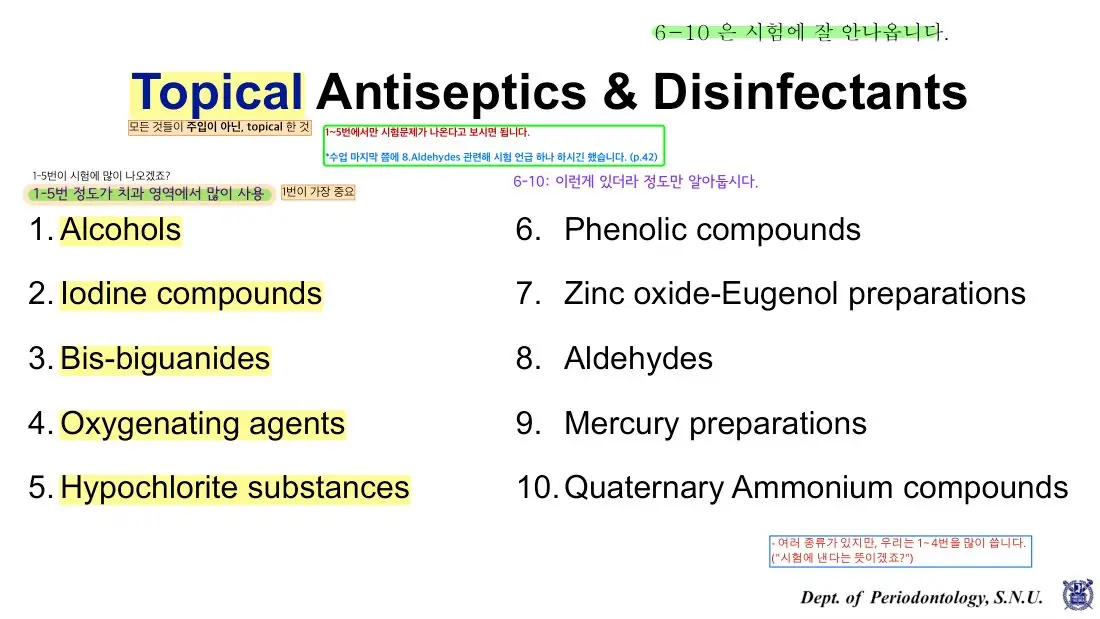 6-10 은 시험에 잘 안나옵니다.
Topical Antiseptics & Disinfectants
모든 것들이 주입이 아닌, topical 한 것
1~5번에서만 시험문제가 나온다고 보시면 됩니다.
*수업 마지막 쯤에 8.Aldehydes 관련해 시험 언급 하나 하시긴 했습니다. (p.42)
1-5번이 시험에 많이 나오겠죠?
1-5번 정도가 치과 영역에서 많이 사용
1번이 가장 중요
6-10: 이런게 있더라 정도만 알아둡시다.
1. Alcohols
2. Iodine compounds
3. Bis-biguanides
4. Oxygenating agents
5. Hypochlorite substances
6. Phenolic compounds
7. Zinc oxide-Eugenol preparations
8. Aldehydes
9. Mercury preparations
10. Quaternary Ammonium compounds
- 여러 종류가 있지만, 우리는 1~4번을 많이 씁니다.
("시험에 낸다는 뜻이겠죠?")
Dept. of Periodontology, S.N.U.